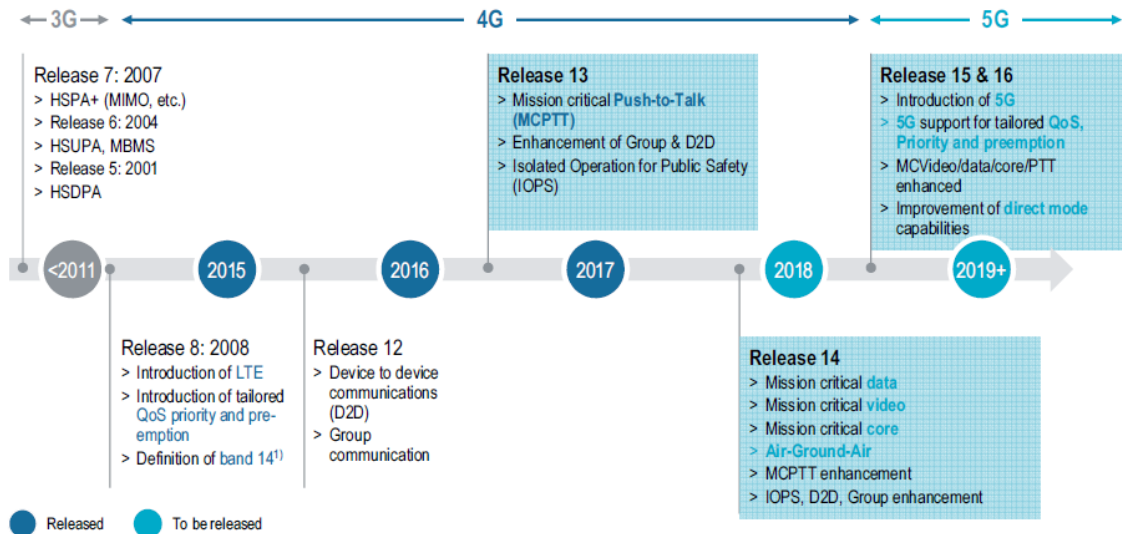 3G
4G
5G
Release 7: 2007
> HSPA+ (MIMO, etc.)
> Release 6: 2004
> HSUPA, MBMS
> Release 5: 2001
> HSDPA
Release 13
> Mission critical Push-to-Talk
(MCPTT)
> Enhancement of Group & D2D
> Isolated Operation for Public Safety
(IOPS)
Release 15 & 16
> Introduction of 5G
> 5G support for tailored QoS,
Priority and preemption
> MCVideo/data/core/PTT
enhanced
> Improvement of direct mode
capabilities
<2011
2015
2016
2017
2018
2019+
Release 8: 2008
> Introduction of LTE
> Introduction of tailored
QoS priority and pre-
emption
> Definition of band 14¹⁾
Release 12
> Device to device
communications
(D2D)
> Group
communication
Release 14
> Mission critical data
> Mission critical video
> Mission critical core
> Air-Ground-Air
> MCPTT enhancement
> IOPS, D2D, Group enhancement
Released
To be released